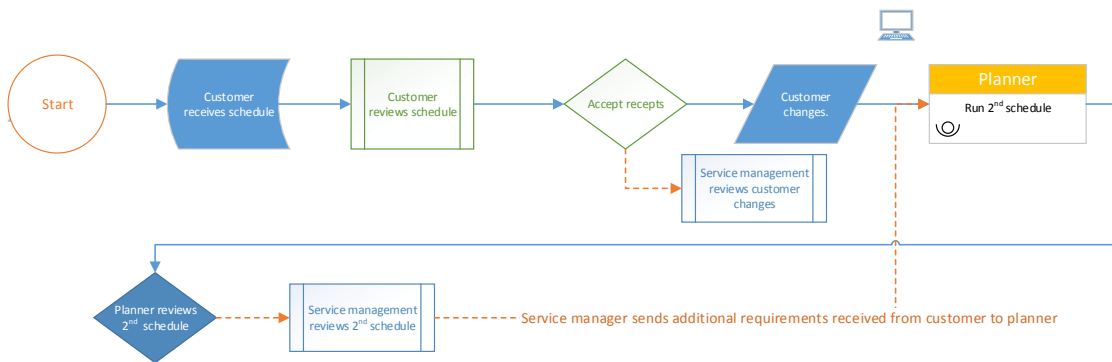 Start
Customer
receives schedule
Customer
reviews schedule
Accept recepts
Customer
changes.
Planner
Run 2nd schedule
Service management
reviews customer
changes
Planner reviews
2nd schedule
Service management
reviews 2nd schedule
Service manager sends additional requirements received from customer to planner